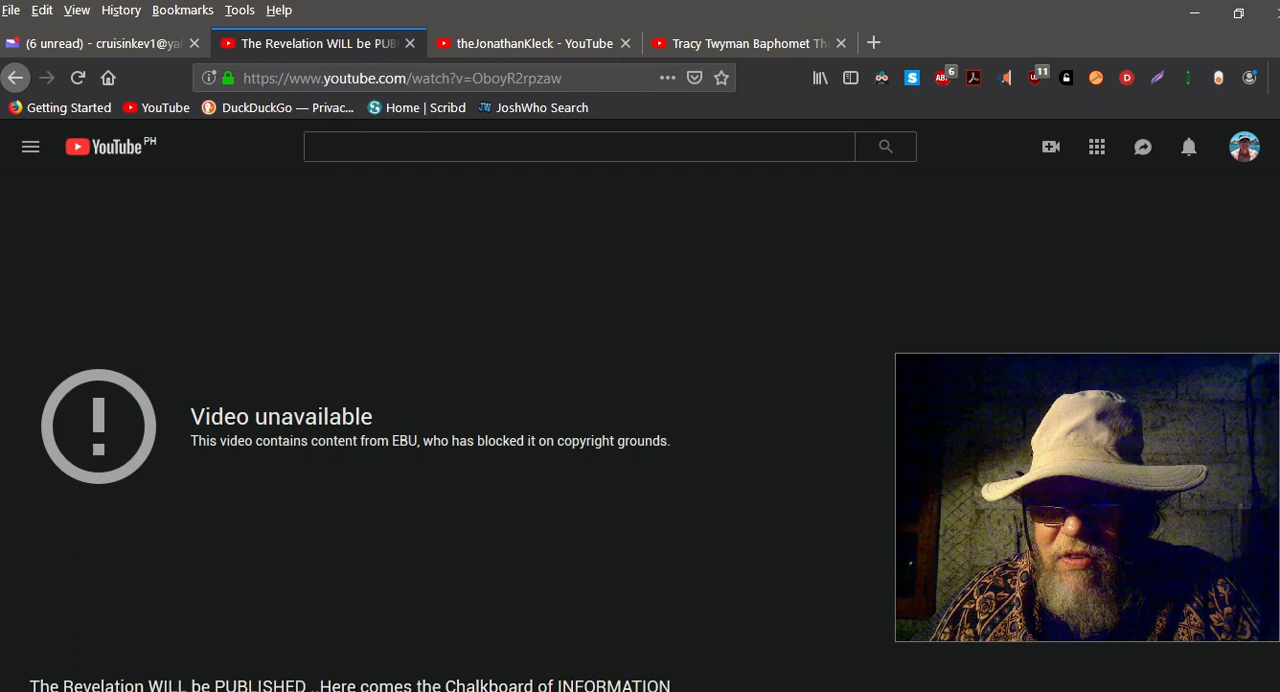 File Edit View History Bookmarks Tools Help
(6 unread) - cruisinkev1@ya
The Revelation WILL be PUB
theJonathanKleck - YouTube
Tracy Twyman Baphomet Th
https://www.youtube.com/watch?v=OboyR2rpzaw
6
11
Getting Started YouTube DuckDuckGo — Privac... Home | Scribd JoshWho Search
YouTube PH
Video unavailable
This video contains content from EBU, who has blocked it on copyright grounds.
The Revelation WILL be PUBLISHED ..Here comes the Chalkboard of INFORMATION